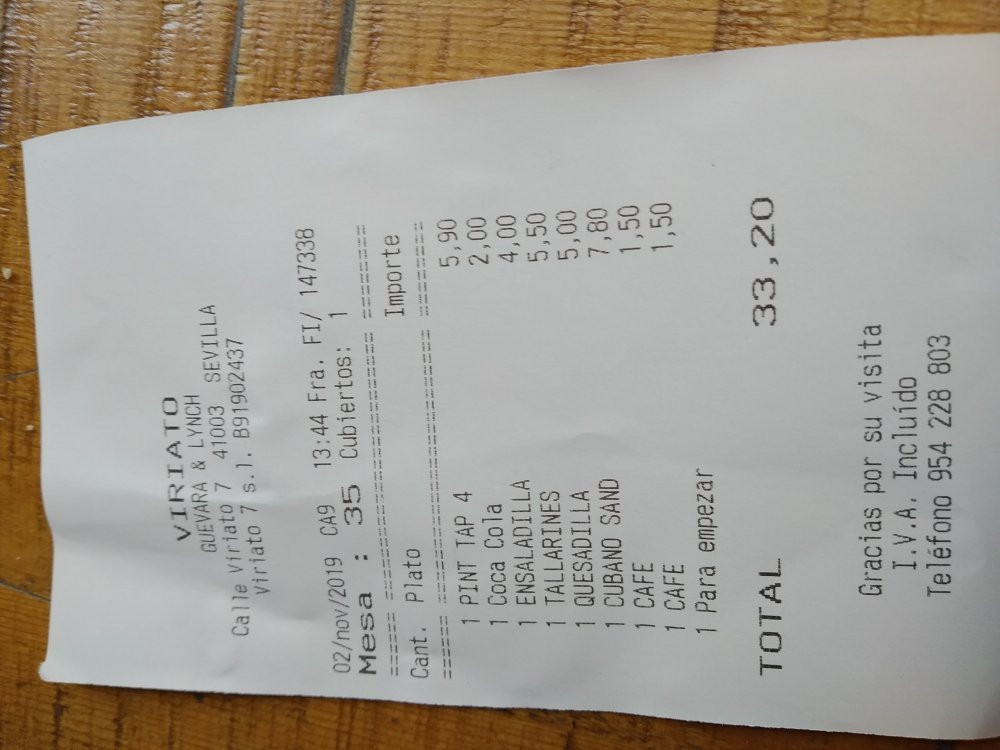 VIRIATO
GUEVARA & LYNCH
Calle Viriato 7 41003 SEVILLA
Viriato 7 s.l. B91902437
02/nov/2019 CA9 13:44 Fra. FI/ 147338
Mesa : 35 Cubiertos: 1
Cant. Plato Importe
1 PINT TAP 4 5,90
1 Coca Cola 2,00
1 ENSALADILLA 4,00
1 TALLARINES 5,50
1 QUESADILLA 5,00
1 CUBANO SAND 7,80
1 CAFE 1,50
1 CAFE 1,50
1 Para empezar
TOTAL 33,20
Gracias por su visita
I.V.A. Incluído
Teléfono 954 228 803